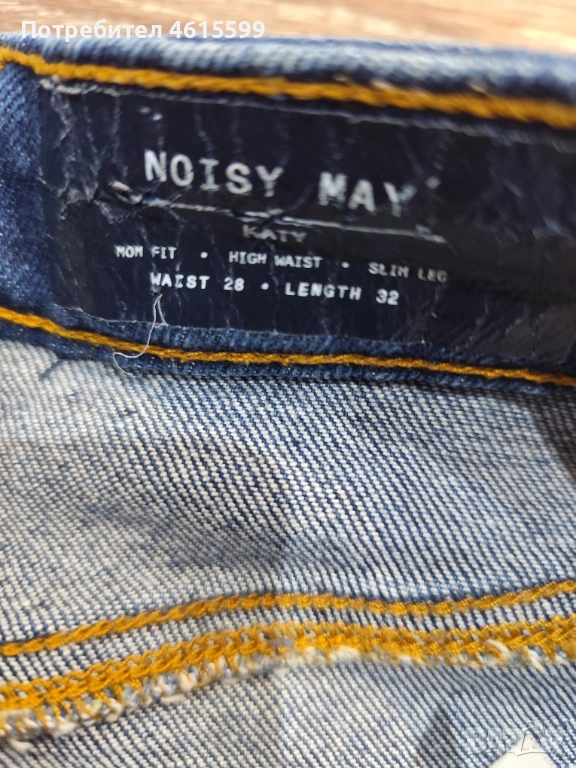 Потребител 4615599
NOISY MAY
KATY
MOM FIT • HIGH WAIST • SLIM LEG
WAIST 28 • LENGTH 32